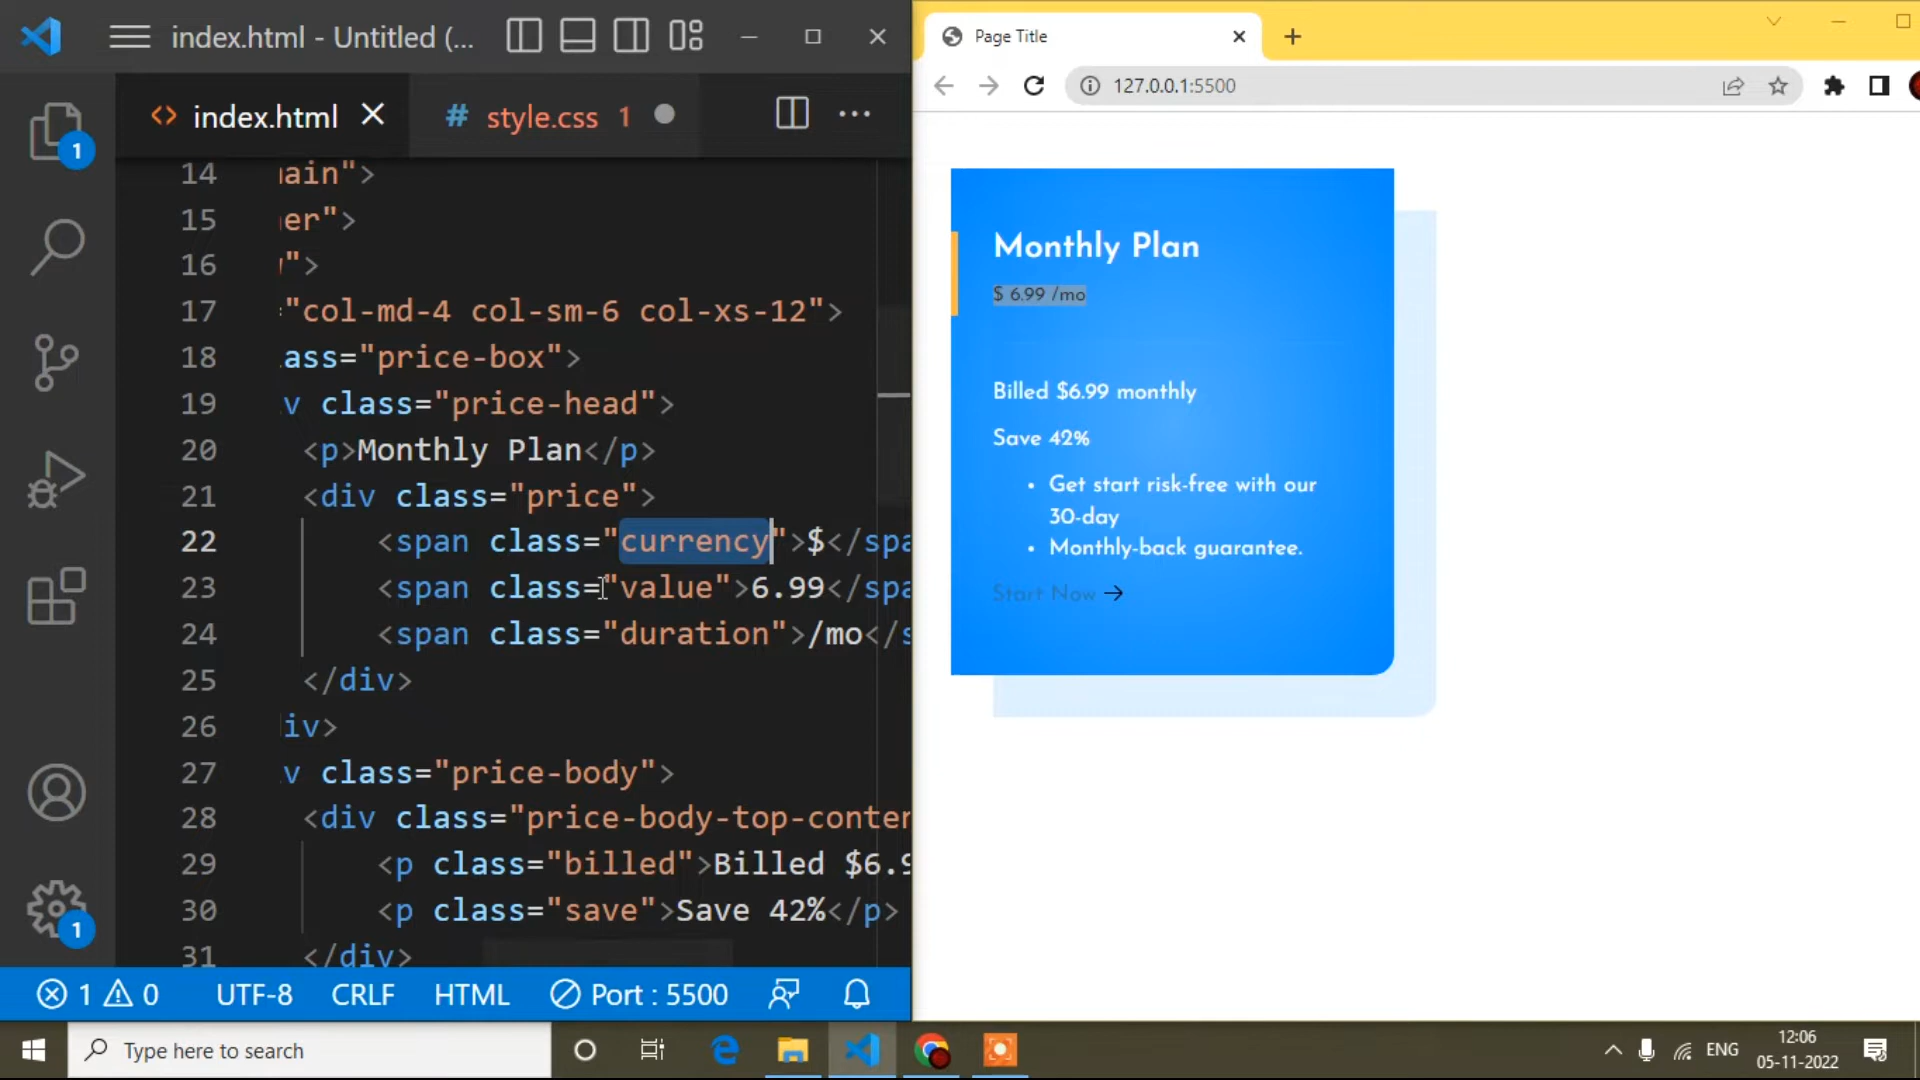 index.html - Untitled (...
index.html
# style.css 1
14 main">
15 er">
16 ">
17 ="col-md-4 col-sm-6 col-xs-12">
18 ass="price-box">
19 v class="price-head">
20 <p>Monthly Plan</p>
21 <div class="price">
22 <span class="currency">$</spa
23 <span class="value">6.99</spa
24 <span class="duration">/mo</s
25 </div>
26 iv>
27 v class="price-body">
28 <div class="price-body-top-conter
29 <p class="billed">Billed $6.9
30 <p class="save">Save 42%</p>
31 </div>
1
1
1 0 UTF-8 CRLF HTML Port : 5500
Page Title
127.0.0.1:5500
Monthly Plan
$ 6.99 /mo
Billed $6.99 monthly
Save 42%
• Get start risk-free with our
30-day
• Monthly-back guarantee.
Start Now →
Type here to search
ENG
12:06
05-11-2022